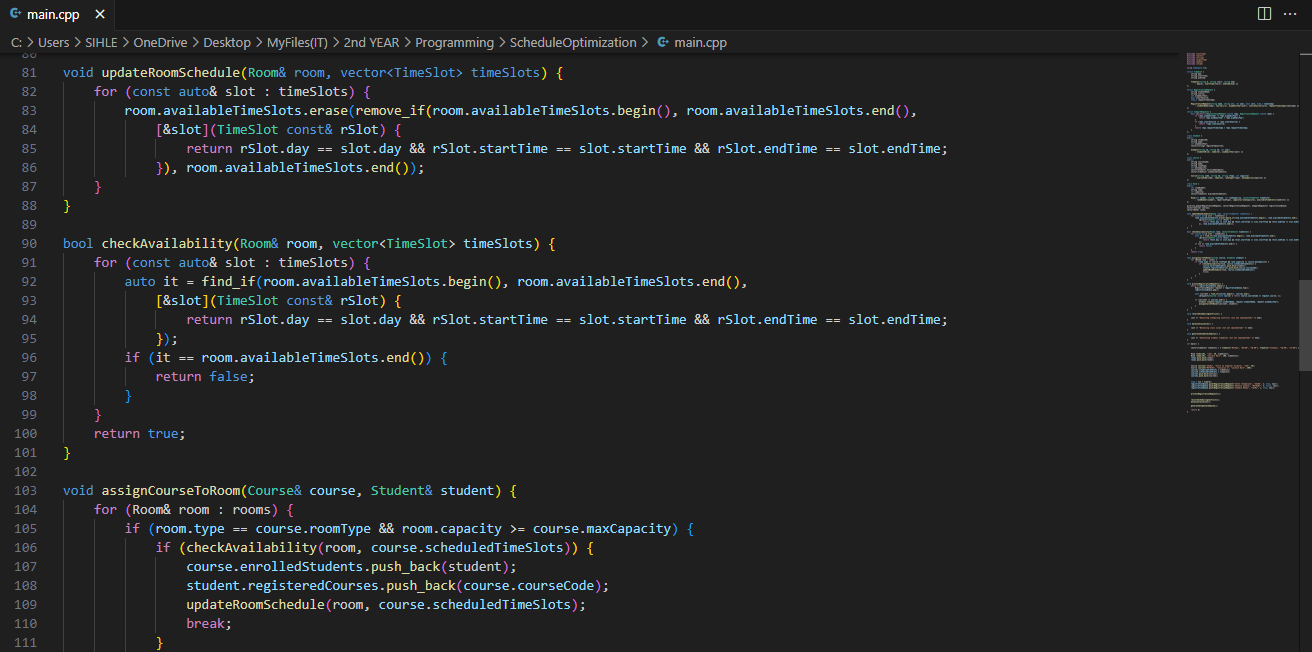 main.cpp
C: > Users > SIHLE > OneDrive > Desktop > MyFiles(IT) > 2nd YEAR > Programming > ScheduleOptimization > main.cpp
80
81 void updateRoomSchedule(Room& room, vector<TimeSlot> timeSlots) {
82     for (const auto& slot : timeSlots) {
83         room.availableTimeSlots.erase(remove_if(room.availableTimeSlots.begin(), room.availableTimeSlots.end(),
84             [&slot](TimeSlot const& rSlot) {
85                 return rSlot.day == slot.day && rSlot.startTime == slot.startTime && rSlot.endTime == slot.endTime;
86             }), room.availableTimeSlots.end());
87     }
88 }
89
90 bool checkAvailability(Room& room, vector<TimeSlot> timeSlots) {
91     for (const auto& slot : timeSlots) {
92         auto it = find_if(room.availableTimeSlots.begin(), room.availableTimeSlots.end(),
93             [&slot](TimeSlot const& rSlot) {
94                 return rSlot.day == slot.day && rSlot.startTime == slot.startTime && rSlot.endTime == slot.endTime;
95             });
96         if (it == room.availableTimeSlots.end()) {
97             return false;
98         }
99     }
100     return true;
101 }
102
103 void assignCourseToRoom(Course& course, Student& student) {
104     for (Room& room : rooms) {
105         if (room.type == course.roomType && room.capacity >= course.maxCapacity) {
106             if (checkAvailability(room, course.scheduledTimeSlots)) {
107                 course.enrolledStudents.push_back(student);
108                 student.registeredCourses.push_back(course.courseCode);
109                 updateRoomSchedule(room, course.scheduledTimeSlots);
110                 break;
111             }